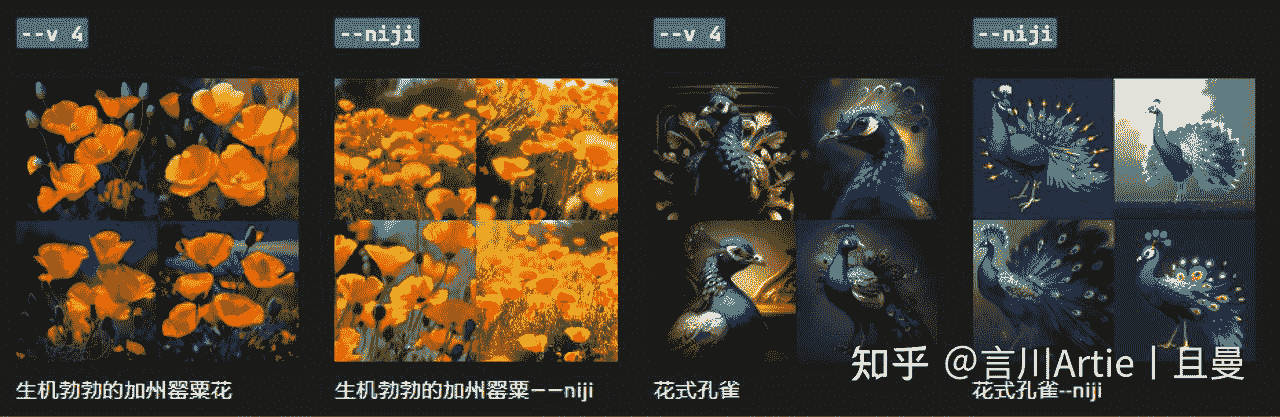 --v 4
--niji
--v 4
--niji
生机勃勃的加州罂粟花
生机勃勃的加州罂粟——niji
花式孔雀
花式孔雀--niji
知乎 @言川Artie丨且曼